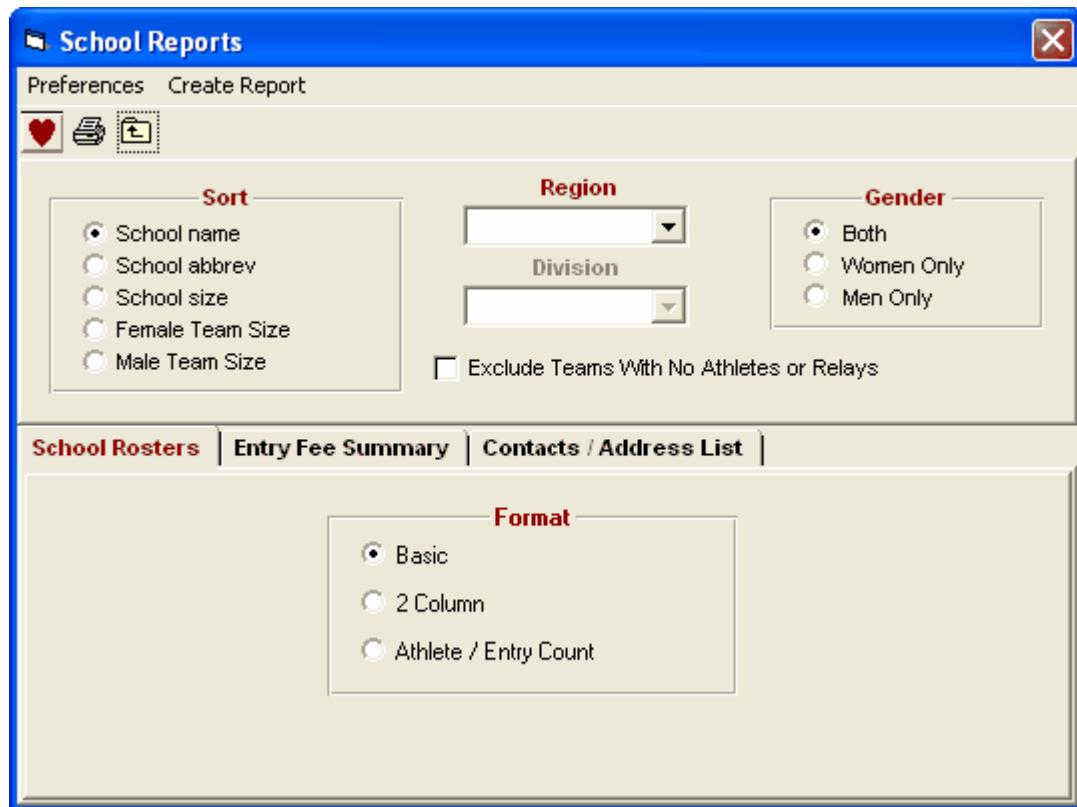 School Reports
Preferences Create Report
Sort
School name
School abbrev
School size
Female Team Size
Male Team Size
Region
Division
Exclude Teams With No Athletes or Relays
Gender
Both
Women Only
Men Only
School Rosters Entry Fee Summary Contacts / Address List
Format
Basic
2 Column
Athlete / Entry Count